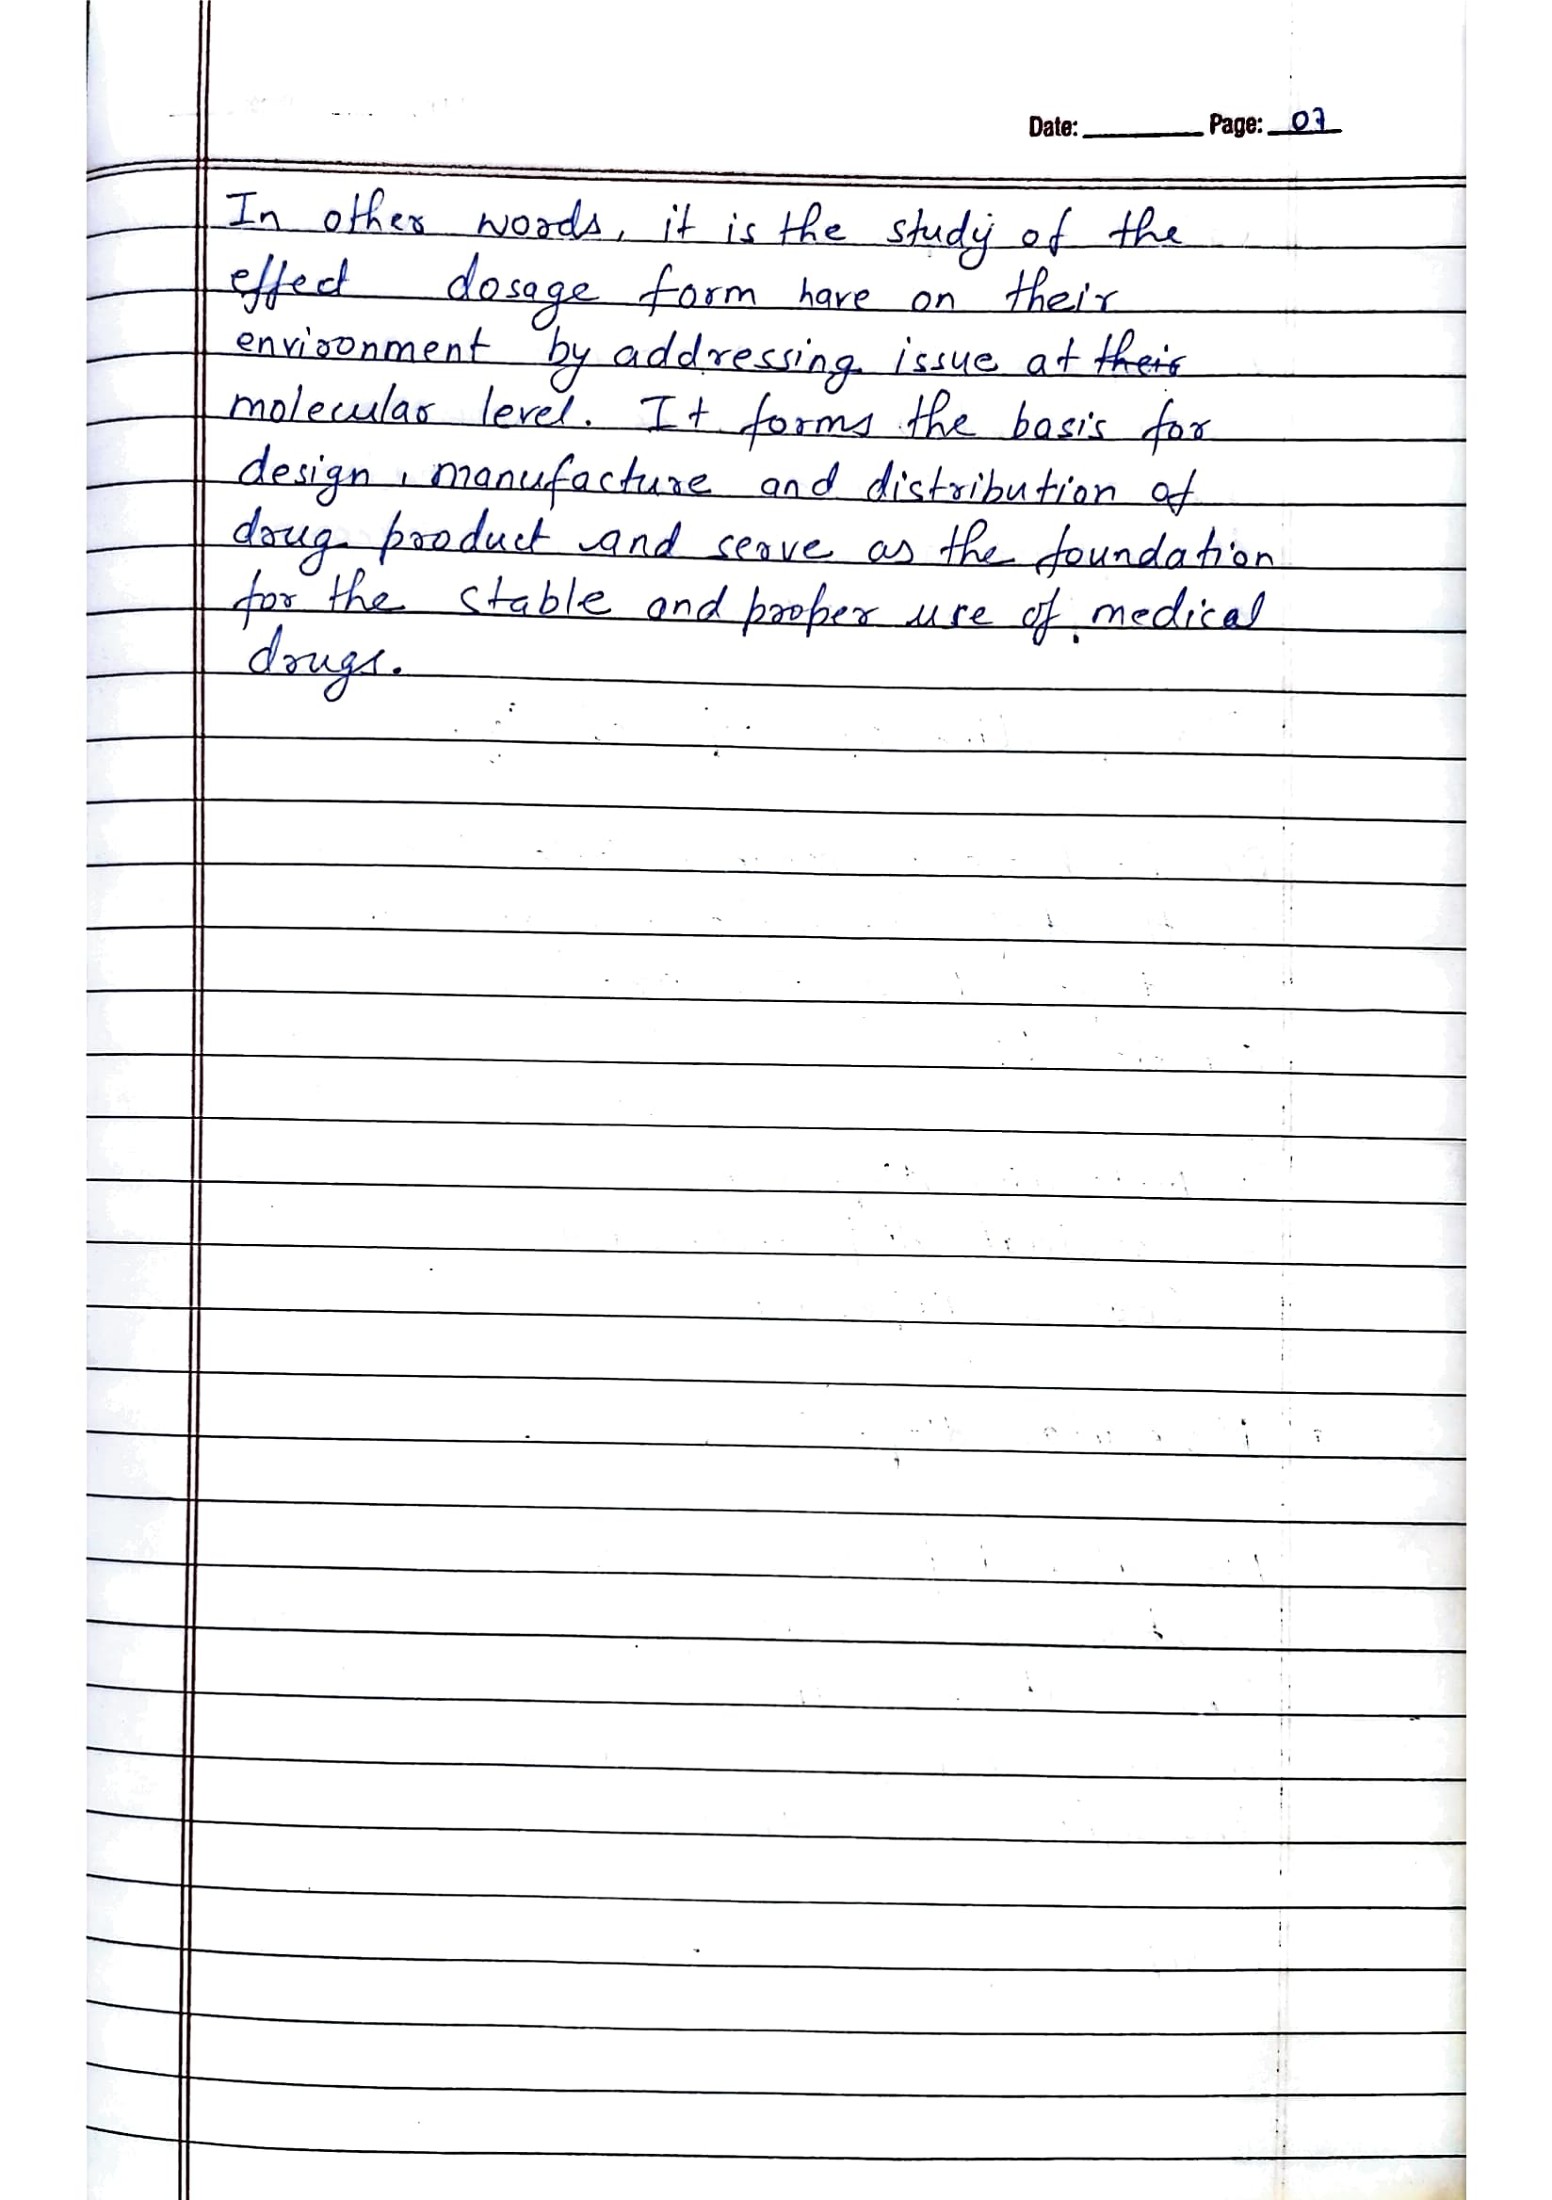 Date: ________ Page: 07
In other words, it is the study of the
effect dosage form have on their
environment by addressing issue at their
molecular level. It forms the basis for
design, manufacture and distribution of
drug product and serve as the foundation
for the stable and proper use of medical
drugs.